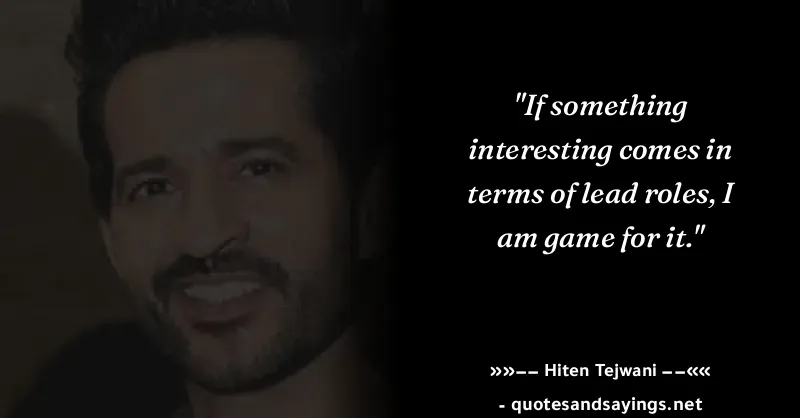 "If something
interesting comes in
terms of lead roles, I
am game for it."
»»−− Hiten Tejwani −−««
- quotesandsayings.net